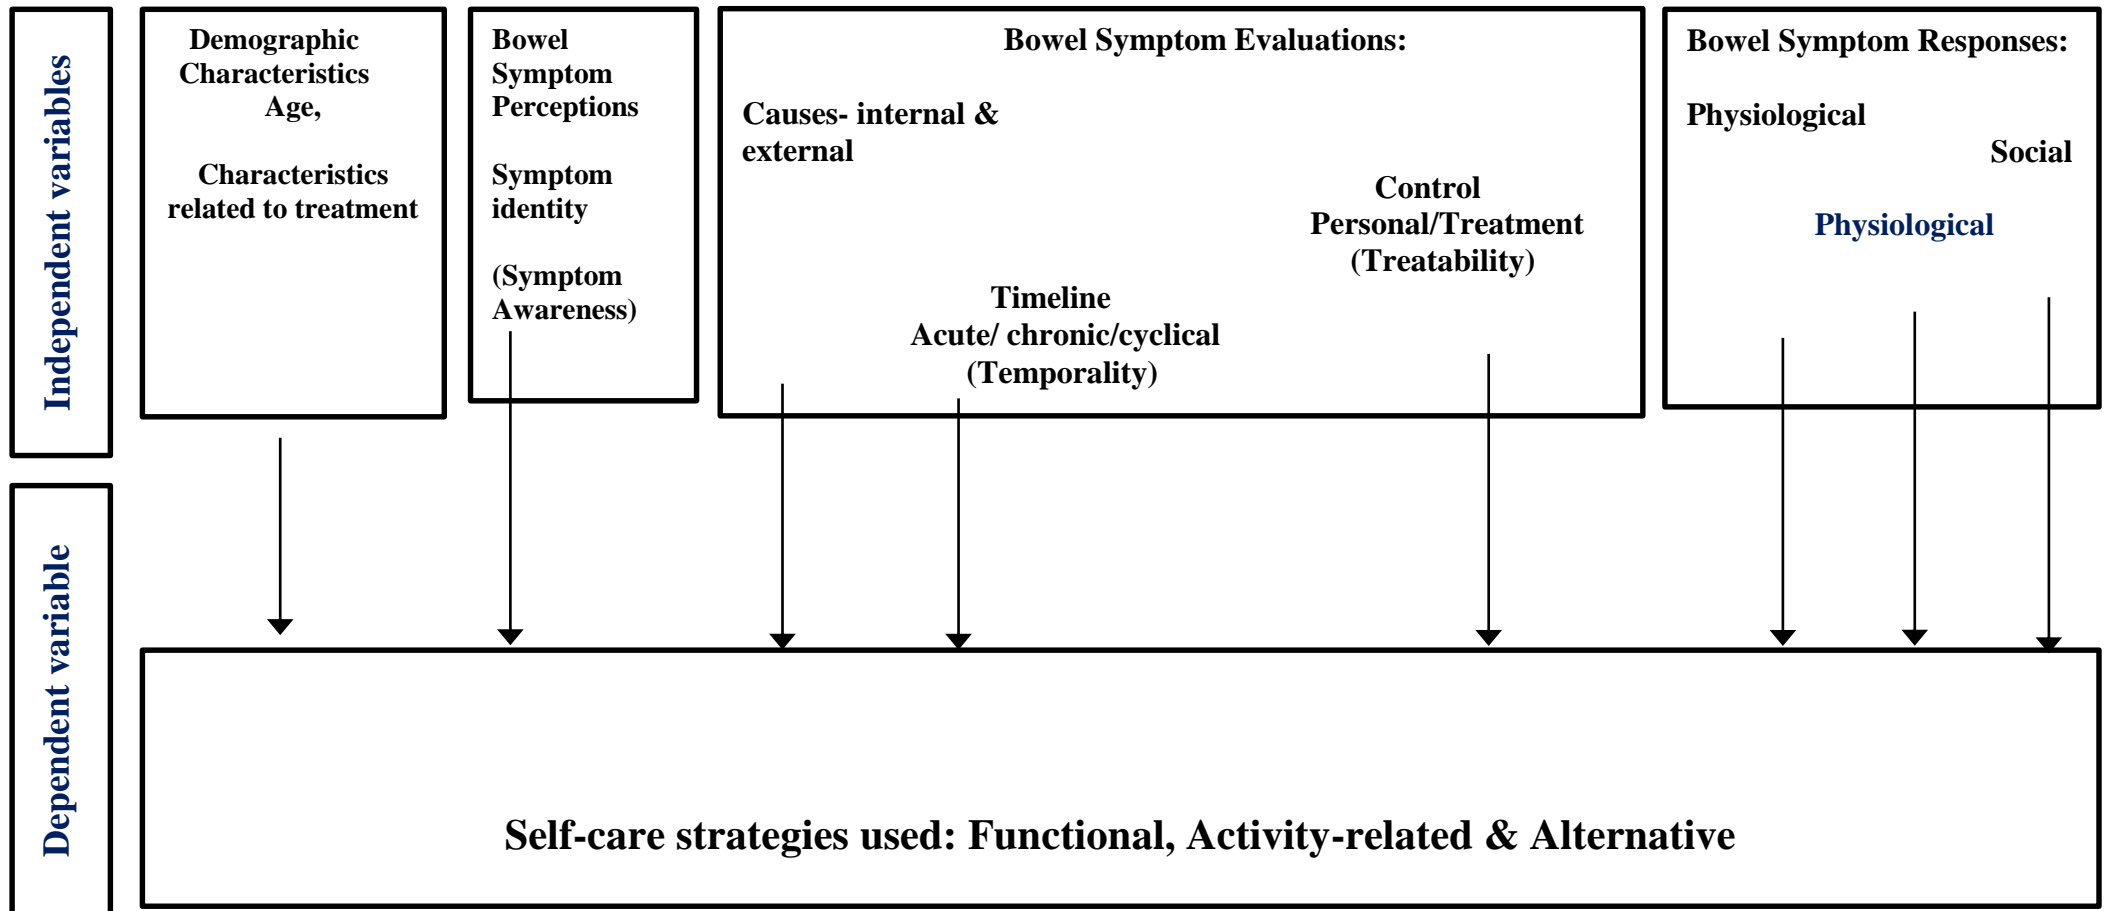 Independent variables
Demographic
Characteristics
Age,
Characteristics
related to treatment
Bowel
Symptom
Perceptions
Symptom
identity
(Symptom
Awareness)
Bowel Symptom Evaluations:
Causes- internal &
external
Control
Personal/Treatment
(Treatability)
Timeline
Acute/ chronic/cyclical
(Temporality)
Bowel Symptom Responses:
Physiological
Social
Physiological
Dependent variable
Self-care strategies used: Functional, Activity-related & Alternative